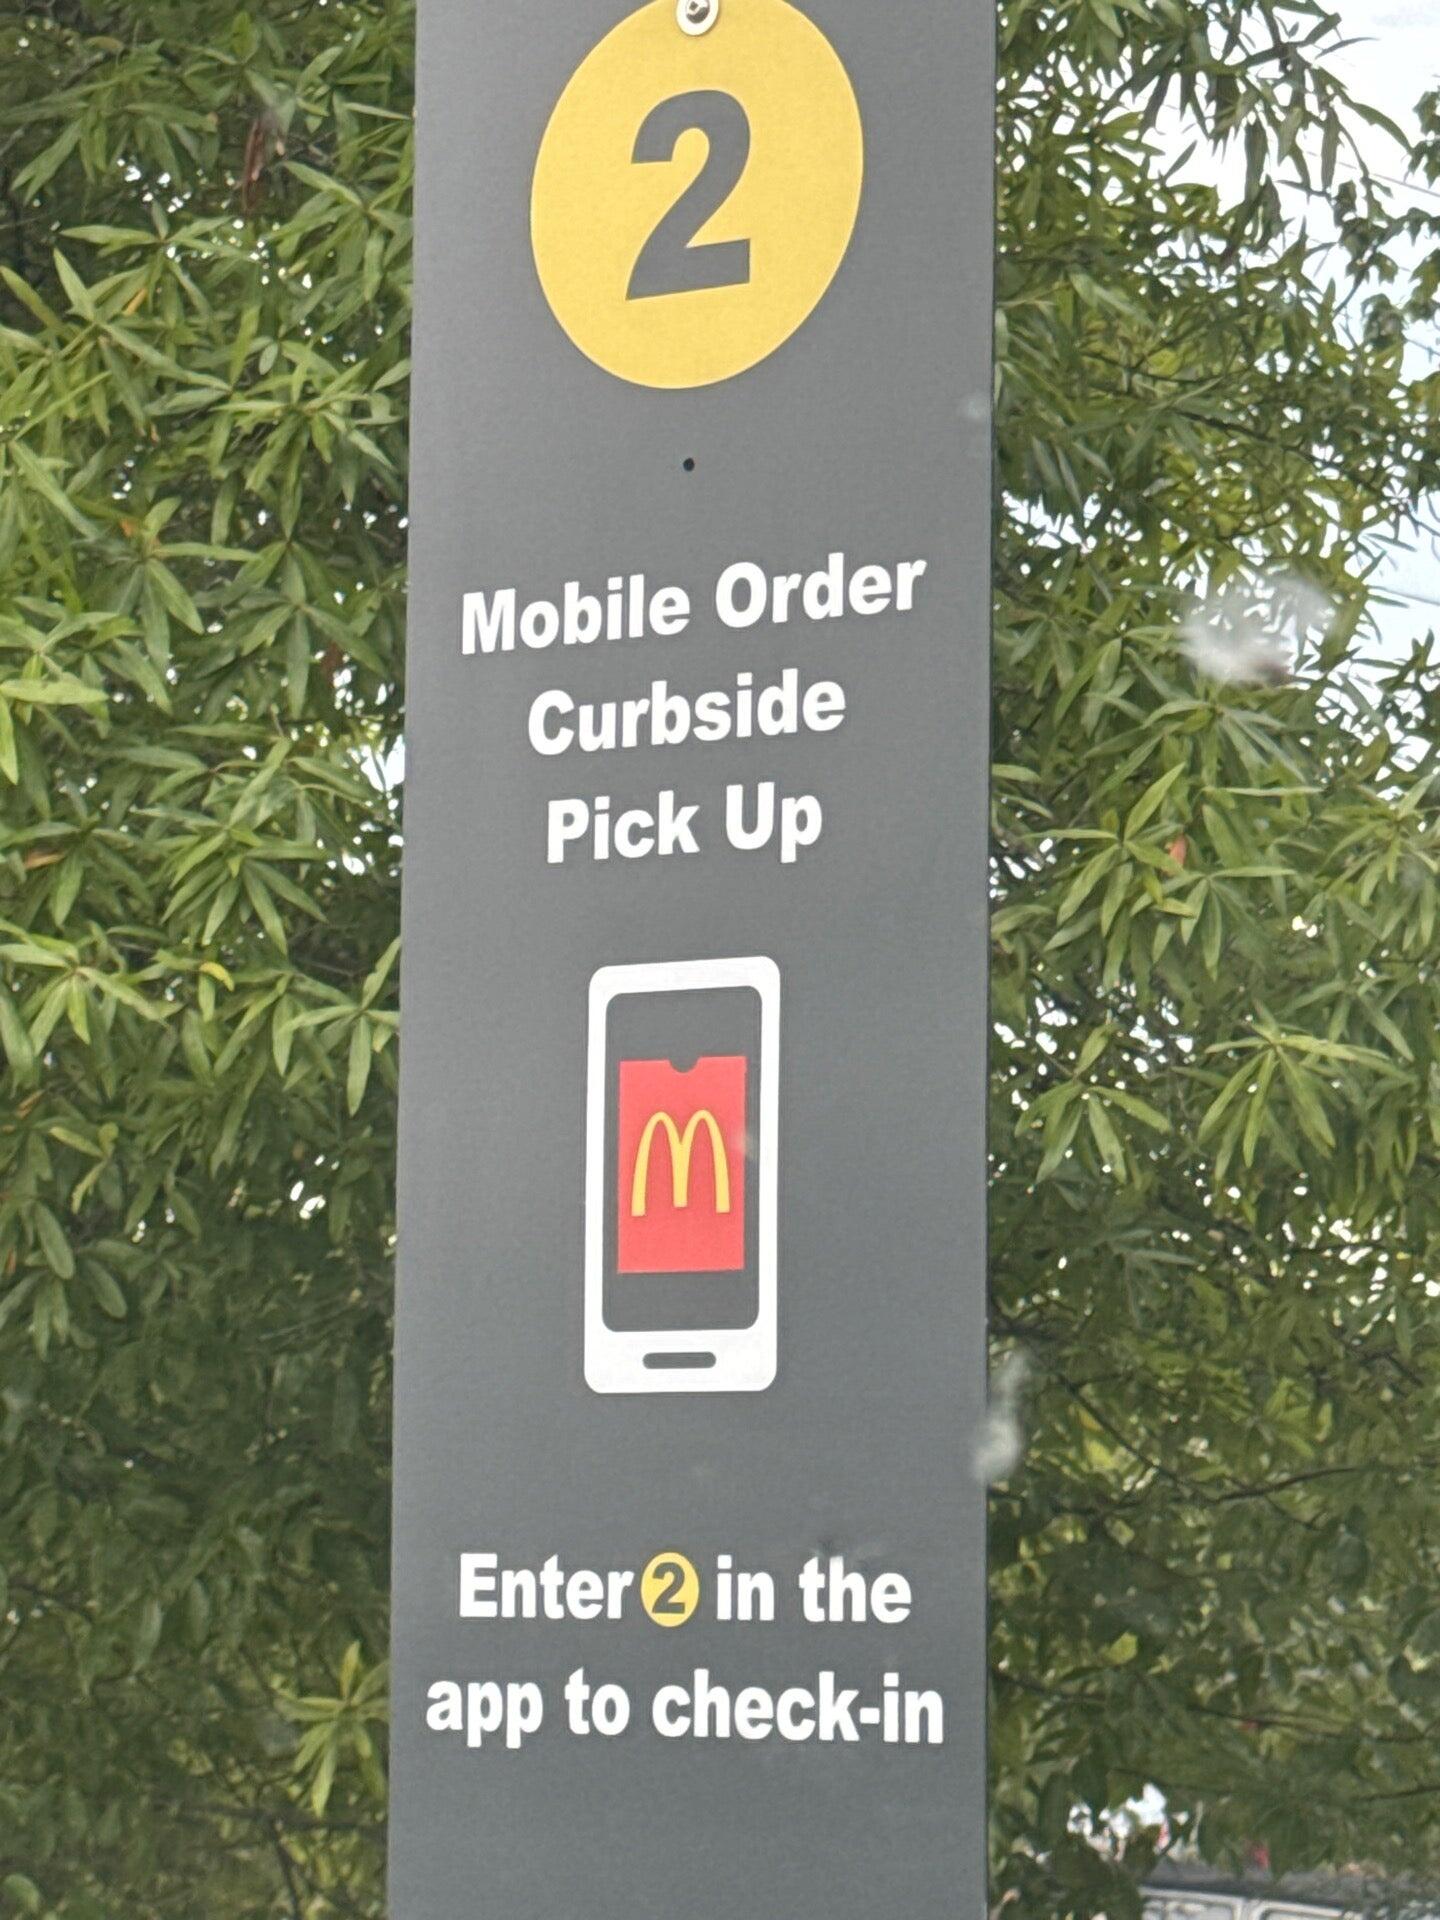 2
Mobile Order
Curbside
Pick Up
M
Enter 2 in the
app to check-in